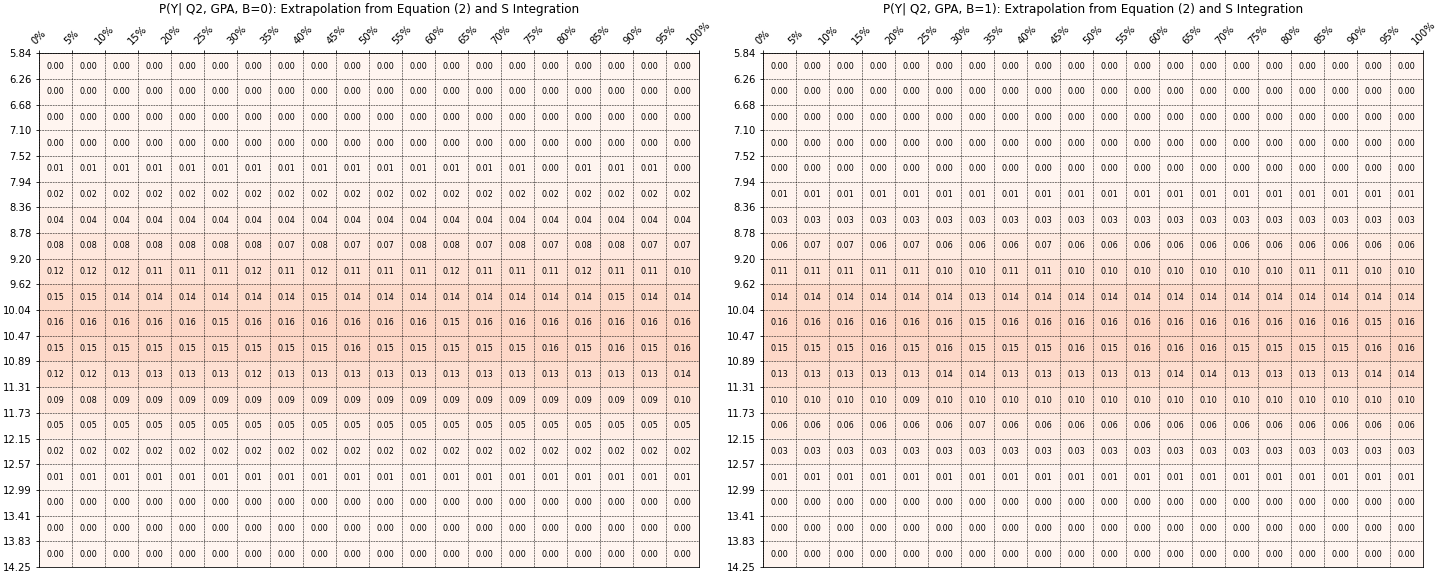 P(Y| Q2, GPA, B=0): Extrapolation from Equation (2) and S Integration
0% 5% 10% 15% 20% 25% 30% 35% 40% 45% 50% 55% 60% 65% 70% 75% 80% 85% 90% 95% 100%
5.84
0.00 0.00 0.00 0.00 0.00 0.00 0.00 0.00 0.00 0.00 0.00 0.00 0.00 0.00 0.00 0.00 0.00 0.00 0.00 0.00
6.26
0.00 0.00 0.00 0.00 0.00 0.00 0.00 0.00 0.00 0.00 0.00 0.00 0.00 0.00 0.00 0.00 0.00 0.00 0.00 0.00
6.68
0.00 0.00 0.00 0.00 0.00 0.00 0.00 0.00 0.00 0.00 0.00 0.00 0.00 0.00 0.00 0.00 0.00 0.00 0.00 0.00
7.10
0.00 0.00 0.00 0.00 0.00 0.00 0.00 0.00 0.00 0.00 0.00 0.00 0.00 0.00 0.00 0.00 0.00 0.00 0.00 0.00
7.52
0.01 0.01 0.01 0.01 0.01 0.01 0.01 0.01 0.00 0.01 0.01 0.01 0.00 0.01 0.00 0.00 0.01 0.01 0.00 0.00
7.94
0.02 0.02 0.02 0.02 0.02 0.02 0.02 0.02 0.02 0.02 0.02 0.02 0.02 0.02 0.02 0.02 0.02 0.02 0.02 0.02
8.36
0.04 0.04 0.04 0.04 0.04 0.04 0.04 0.04 0.04 0.04 0.04 0.04 0.04 0.04 0.04 0.04 0.04 0.04 0.04 0.04
8.78
0.08 0.08 0.08 0.08 0.08 0.08 0.08 0.07 0.08 0.07 0.07 0.08 0.08 0.07 0.08 0.07 0.08 0.08 0.07 0.07
9.20
0.12 0.12 0.12 0.11 0.11 0.11 0.12 0.11 0.12 0.11 0.11 0.11 0.12 0.11 0.11 0.11 0.12 0.11 0.11 0.10
9.62
0.15 0.15 0.14 0.14 0.14 0.14 0.14 0.14 0.15 0.14 0.14 0.14 0.14 0.14 0.14 0.14 0.14 0.15 0.14 0.14
10.04
0.16 0.16 0.16 0.16 0.16 0.15 0.16 0.16 0.16 0.16 0.16 0.16 0.15 0.16 0.16 0.16 0.16 0.16 0.16 0.16
10.47
0.15 0.15 0.15 0.15 0.15 0.16 0.15 0.15 0.15 0.16 0.15 0.15 0.15 0.16 0.15 0.16 0.15 0.16 0.15 0.16
10.89
0.12 0.12 0.13 0.13 0.13 0.13 0.12 0.13 0.13 0.13 0.13 0.13 0.13 0.13 0.13 0.13 0.13 0.13 0.13 0.14
11.31
0.09 0.08 0.09 0.09 0.09 0.09 0.09 0.09 0.09 0.09 0.09 0.09 0.09 0.09 0.09 0.09 0.09 0.09 0.09 0.10
11.73
0.05 0.05 0.05 0.05 0.05 0.05 0.05 0.05 0.05 0.05 0.05 0.05 0.05 0.05 0.05 0.05 0.05 0.05 0.05 0.05
12.15
0.02 0.02 0.02 0.02 0.02 0.02 0.02 0.02 0.02 0.02 0.02 0.02 0.02 0.02 0.02 0.02 0.02 0.02 0.02 0.02
12.57
0.01 0.01 0.01 0.01 0.01 0.01 0.01 0.01 0.01 0.01 0.01 0.01 0.01 0.01 0.01 0.01 0.01 0.01 0.01 0.01
12.99
0.00 0.00 0.00 0.00 0.00 0.00 0.00 0.00 0.00 0.00 0.00 0.00 0.00 0.00 0.00 0.00 0.00 0.00 0.00 0.00
13.41
0.00 0.00 0.00 0.00 0.00 0.00 0.00 0.00 0.00 0.00 0.00 0.00 0.00 0.00 0.00 0.00 0.00 0.00 0.00 0.00
13.83
0.00 0.00 0.00 0.00 0.00 0.00 0.00 0.00 0.00 0.00 0.00 0.00 0.00 0.00 0.00 0.00 0.00 0.00 0.00 0.00
14.25
P(Y| Q2, GPA, B=1): Extrapolation from Equation (2) and S Integration
0% 5% 10% 15% 20% 25% 30% 35% 40% 45% 50% 55% 60% 65% 70% 75% 80% 85% 90% 95% 100%
5.84
0.00 0.00 0.00 0.00 0.00 0.00 0.00 0.00 0.00 0.00 0.00 0.00 0.00 0.00 0.00 0.00 0.00 0.00 0.00 0.00
6.26
0.00 0.00 0.00 0.00 0.00 0.00 0.00 0.00 0.00 0.00 0.00 0.00 0.00 0.00 0.00 0.00 0.00 0.00 0.00 0.00
6.68
0.00 0.00 0.00 0.00 0.00 0.00 0.00 0.00 0.00 0.00 0.00 0.00 0.00 0.00 0.00 0.00 0.00 0.00 0.00 0.00
7.10
0.00 0.00 0.00 0.00 0.00 0.00 0.00 0.00 0.00 0.00 0.00 0.00 0.00 0.00 0.00 0.00 0.00 0.00 0.00 0.00
7.52
0.00 0.00 0.00 0.00 0.00 0.00 0.00 0.00 0.00 0.00 0.00 0.00 0.00 0.00 0.00 0.00 0.00 0.00 0.00 0.00
7.94
0.01 0.01 0.01 0.01 0.01 0.01 0.01 0.01 0.01 0.01 0.01 0.01 0.01 0.01 0.01 0.01 0.01 0.01 0.01 0.01
8.36
0.03 0.03 0.03 0.03 0.03 0.03 0.03 0.03 0.03 0.03 0.03 0.03 0.03 0.03 0.03 0.03 0.03 0.03 0.03 0.03
8.78
0.06 0.07 0.07 0.06 0.07 0.06 0.06 0.06 0.07 0.06 0.06 0.06 0.06 0.06 0.06 0.06 0.06 0.06 0.06 0.06
9.20
0.11 0.11 0.11 0.11 0.11 0.10 0.10 0.11 0.11 0.10 0.10 0.10 0.10 0.10 0.10 0.10 0.11 0.11 0.10 0.10
9.62
0.14 0.14 0.14 0.14 0.14 0.14 0.13 0.14 0.14 0.14 0.14 0.14 0.14 0.14 0.14 0.14 0.14 0.14 0.14 0.14
10.04
0.16 0.16 0.16 0.16 0.16 0.16 0.15 0.16 0.16 0.16 0.16 0.16 0.16 0.16 0.16 0.16 0.16 0.16 0.15 0.16
10.47
0.15 0.15 0.15 0.16 0.15 0.16 0.15 0.15 0.15 0.16 0.15 0.16 0.16 0.16 0.15 0.15 0.15 0.15 0.16 0.16
10.89
0.13 0.13 0.13 0.13 0.13 0.14 0.14 0.13 0.13 0.13 0.13 0.13 0.14 0.14 0.13 0.13 0.13 0.13 0.14 0.14
11.31
0.10 0.10 0.10 0.10 0.09 0.10 0.10 0.10 0.10 0.10 0.10 0.10 0.10 0.10 0.10 0.10 0.10 0.10 0.10 0.10
11.73
0.06 0.06 0.06 0.06 0.06 0.06 0.07 0.06 0.06 0.06 0.06 0.06 0.06 0.06 0.06 0.06 0.06 0.06 0.06 0.06
12.15
0.03 0.03 0.03 0.03 0.03 0.03 0.03 0.03 0.03 0.03 0.03 0.03 0.03 0.03 0.03 0.03 0.03 0.03 0.03 0.03
12.57
0.01 0.01 0.01 0.01 0.01 0.01 0.01 0.01 0.01 0.01 0.01 0.01 0.01 0.01 0.01 0.01 0.01 0.01 0.01 0.01
12.99
0.00 0.00 0.00 0.00 0.00 0.00 0.00 0.00 0.00 0.00 0.00 0.00 0.00 0.00 0.00 0.00 0.00 0.00 0.00 0.00
13.41
0.00 0.00 0.00 0.00 0.00 0.00 0.00 0.00 0.00 0.00 0.00 0.00 0.00 0.00 0.00 0.00 0.00 0.00 0.00 0.00
13.83
0.00 0.00 0.00 0.00 0.00 0.00 0.00 0.00 0.00 0.00 0.00 0.00 0.00 0.00 0.00 0.00 0.00 0.00 0.00 0.00
14.25